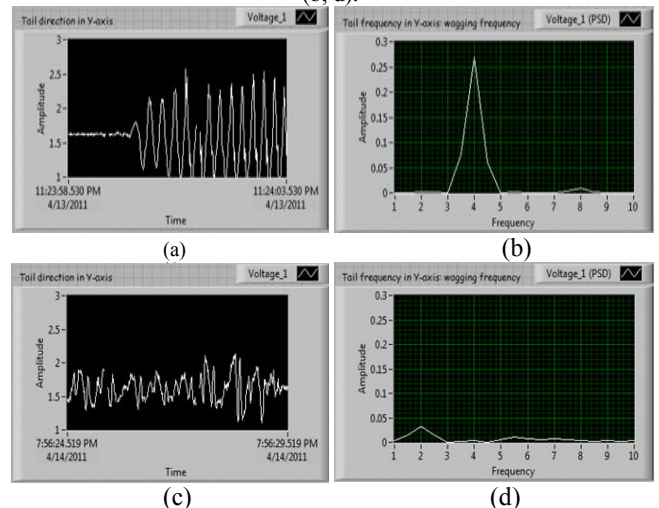 (b, d).
Tail direction in Y-axis
Voltage_1
Amplitude
3-
2.5-
2-
1.5-
1-
11:23:58.530 PM
4/13/2011
11:24:03.530 PM
4/13/2011
Time
(a)
Tail frequency in Y-axis: wagging frequency
Voltage_1 (PSD)
Amplitude
0.3-
0.25-
0.2-
0.15-
0.1-
0.05-
0-
1 2 3 4 5 6 7 8 9 10
Frequency
(b)
Tail direction in Y-axis
Voltage_1
Amplitude
3-
2.5-
2-
1.5-
1-
7:56:24.519 PM
4/14/2011
7:56:29.519 PM
4/14/2011
Time
(c)
Tail frequency in Y-axis: wagging frequency
Voltage_1 (PSD)
Amplitude
0.3-
0.25-
0.2-
0.15-
0.1-
0.05-
0-
1 2 3 4 5 6 7 8 9 10
Frequency
(d)